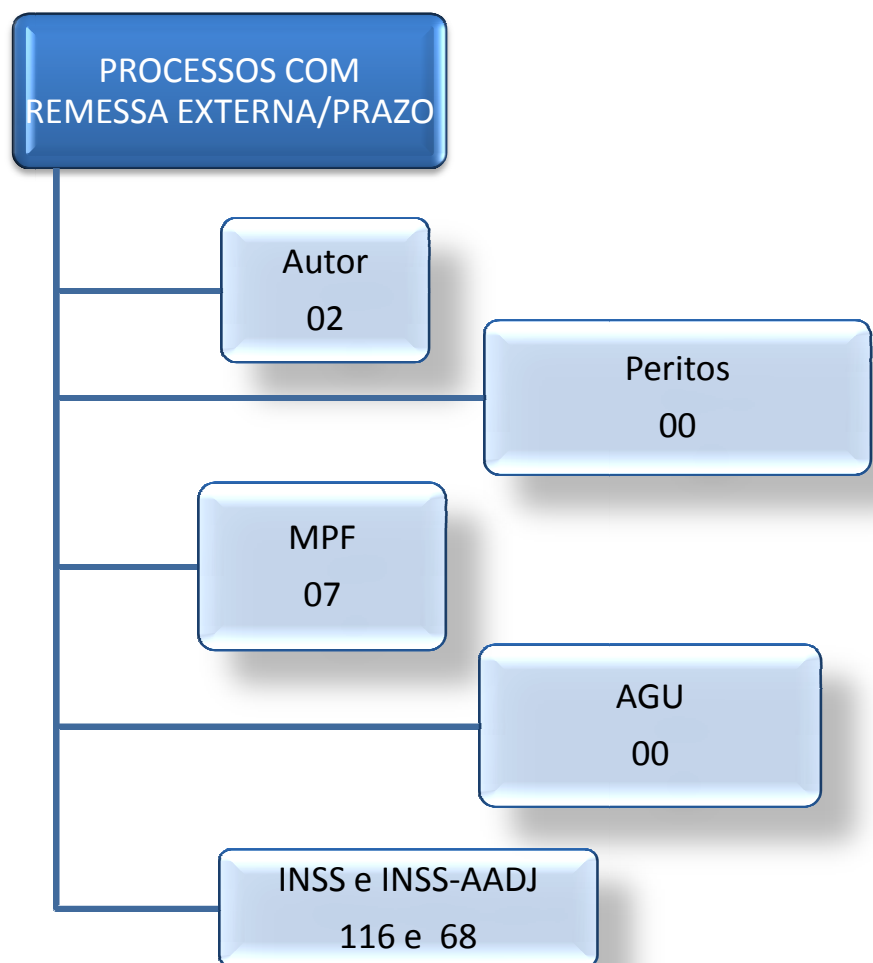 PROCESSOS COM
REMESSA EXTERNA/PRAZO
Autor
02
Peritos
00
MPF
07
AGU
00
INSS e INSS-AADJ
116 e 68